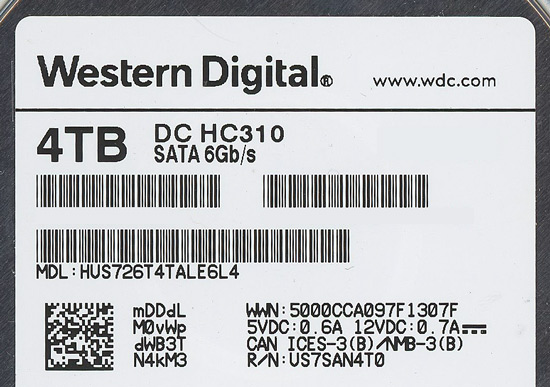 Western Digital® www.wdc.com
4TB DC HC310
SATA 6Gb/s
MDL:HUS726T4TALE6L4
mDDdL WWN:5000CCA097F1307F
M0vWp 5VDC:0.6A 12VDC:0.7A
dWB3T CAN ICES-3(B)/NMB-3(B)
N4kM3 R/N:US7SAN4T0